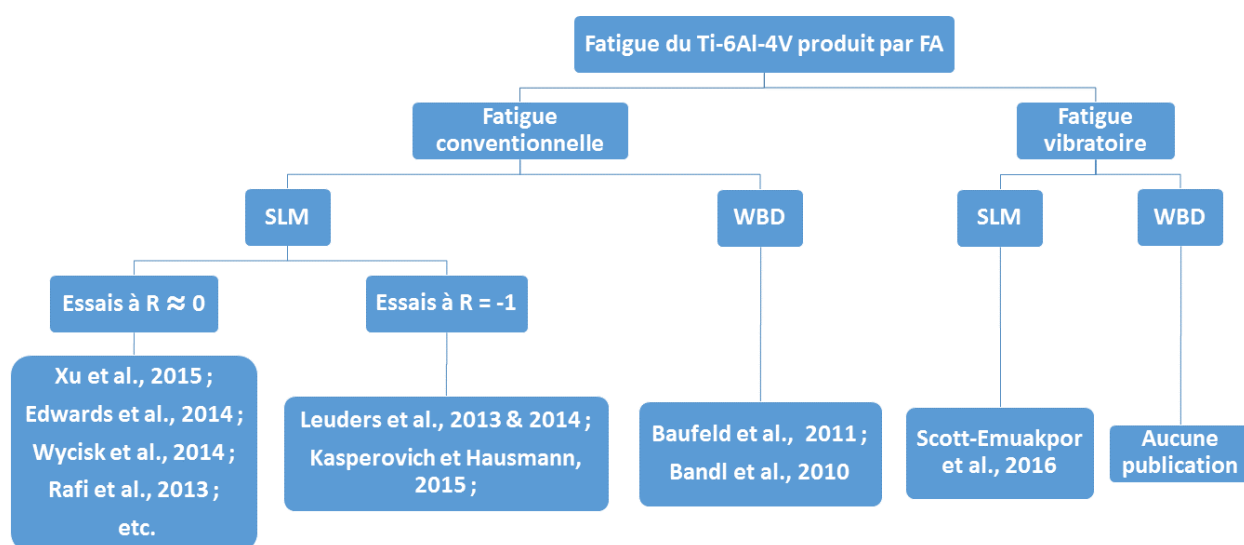 Fatigue du Ti-6Al-4V produit par FA
Fatigue
conventionnelle
Fatigue
vibratoire
SLM
WBD
SLM
WBD
Essais à R ≈ 0
Essais à R = -1
Xu et al., 2015 ;
Edwards et al., 2014 ;
Wycisk et al., 2014 ;
Rafi et al., 2013 ;
etc.
Leuders et al., 2013 & 2014 ;
Kasperovich et Hausmann,
2015 ;
Baufeld et al., 2011 ;
Bandl et al., 2010
Scott-Emuakpor
et al., 2016
Aucune
publication